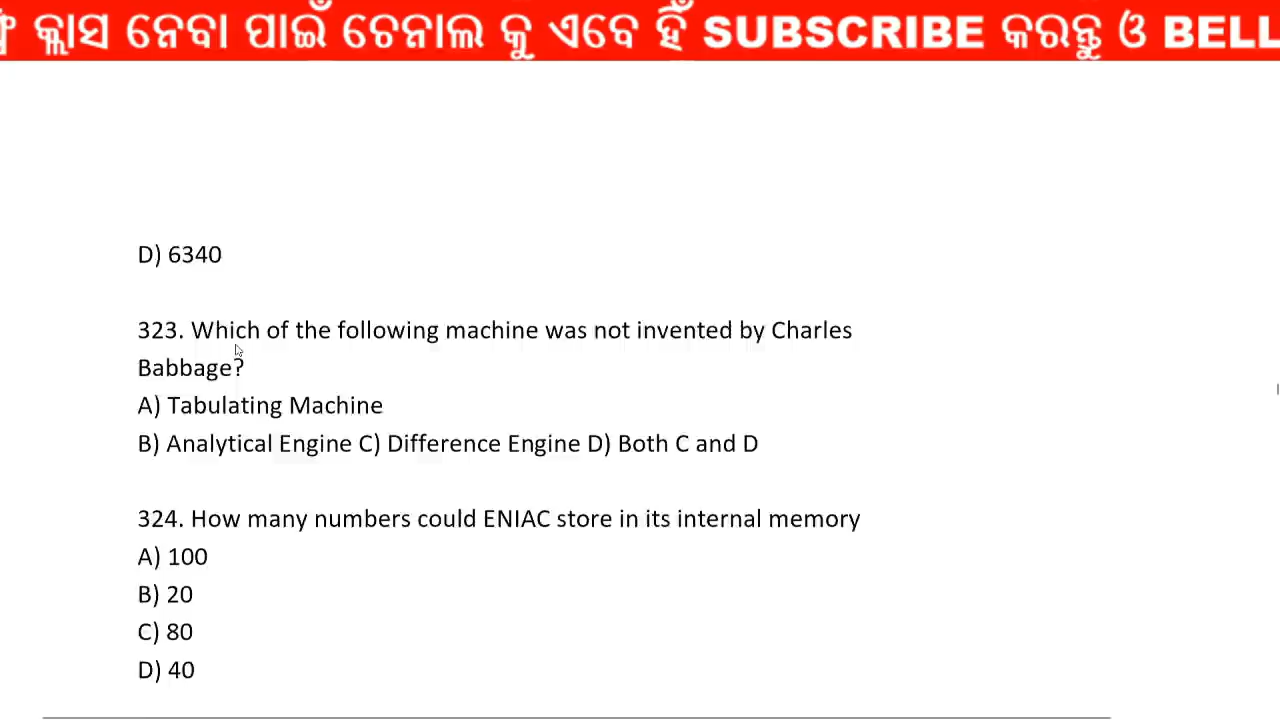 କ୍ଲାସ ନେବା ପାଇଁ ଚେନାଲ କୁ ଏବେ ହିଁ SUBSCRIBE କରନ୍ତୁ ଓ BELL
D) 6340
323. Which of the following machine was not invented by Charles
Babbage?
A) Tabulating Machine
B) Analytical Engine C) Difference Engine D) Both C and D
324. How many numbers could ENIAC store in its internal memory
A) 100
B) 20
C) 80
D) 40